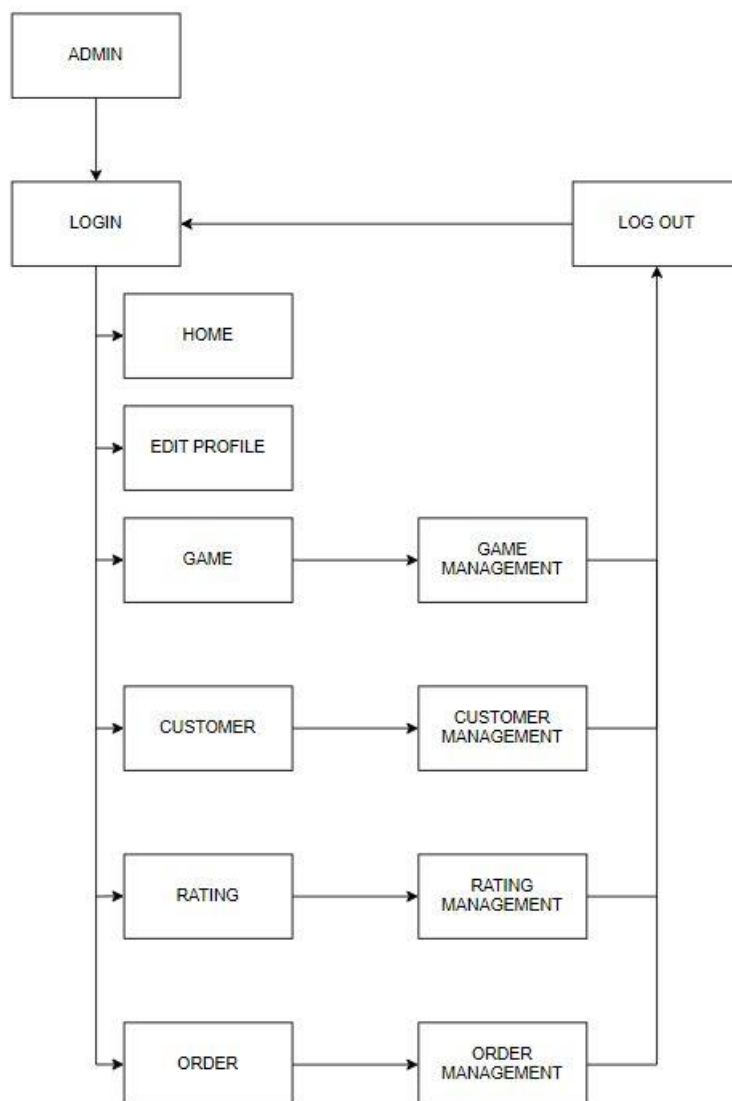 ADMIN
LOGIN
LOG OUT
HOME
EDIT PROFILE
GAME
GAME
MANAGEMENT
CUSTOMER
CUSTOMER
MANAGEMENT
RATING
RATING
MANAGEMENT
ORDER
ORDER
MANAGEMENT